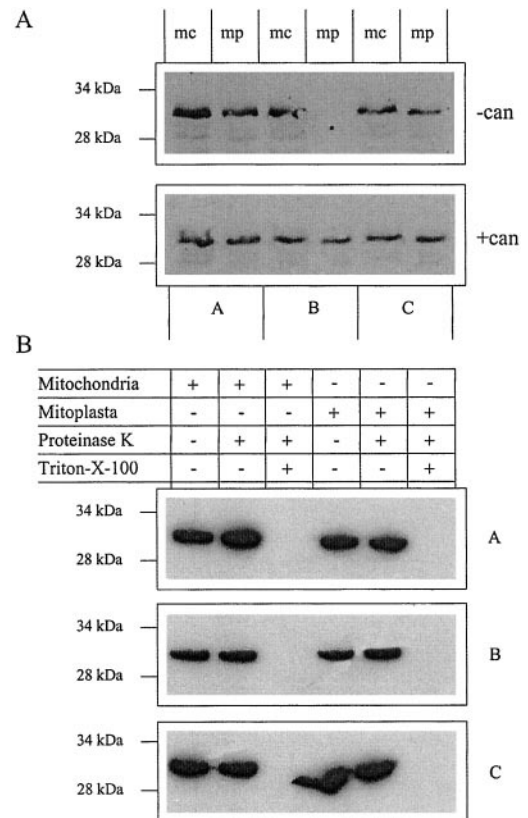 A
mc mp mc mp mc mp
34 kDa
28 kDa
-can
34 kDa
28 kDa
+can
A B C
B
Mitochondria + + + - - -
Mitoplasta - - - + + +
Proteinase K - + + - + +
Triton-X-100 - - + - - +
34 kDa
28 kDa
A
34 kDa
28 kDa
B
34 kDa
28 kDa
C